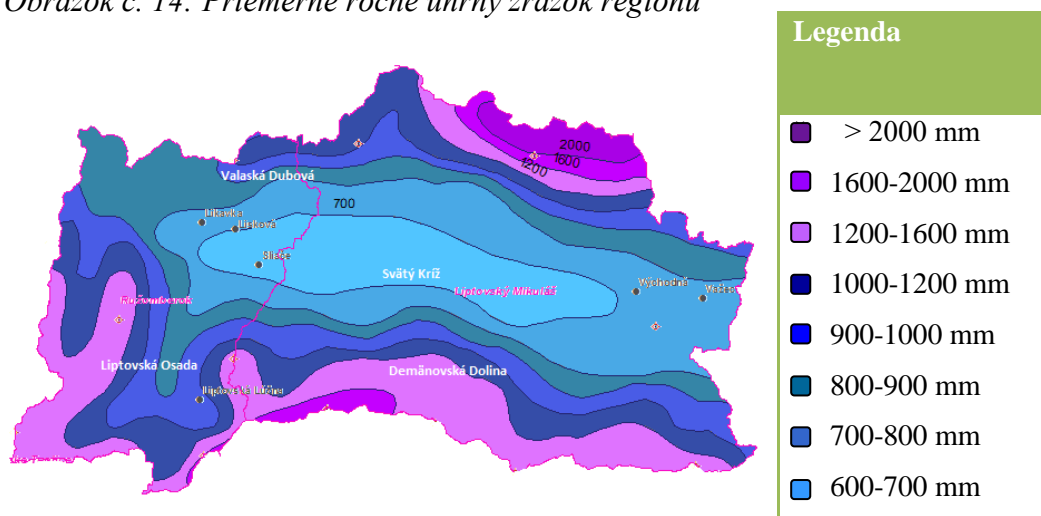 Obrázok č. 14: Priemerné ročné úhrny zrážok regiónu
Legenda
> 2000 mm
1600-2000 mm
1200-1600 mm
1000-1200 mm
900-1000 mm
800-900 mm
700-800 mm
600-700 mm
2000
1600
1200
Valaská Dubová
700
Likavka
Lisková
Sliače
Svätý Kríž
Liptovský Mikuláš
Východná
Važec
Ružomberok
Liptovská Osada
Demänovská Dolina
Liptovská Lúžna